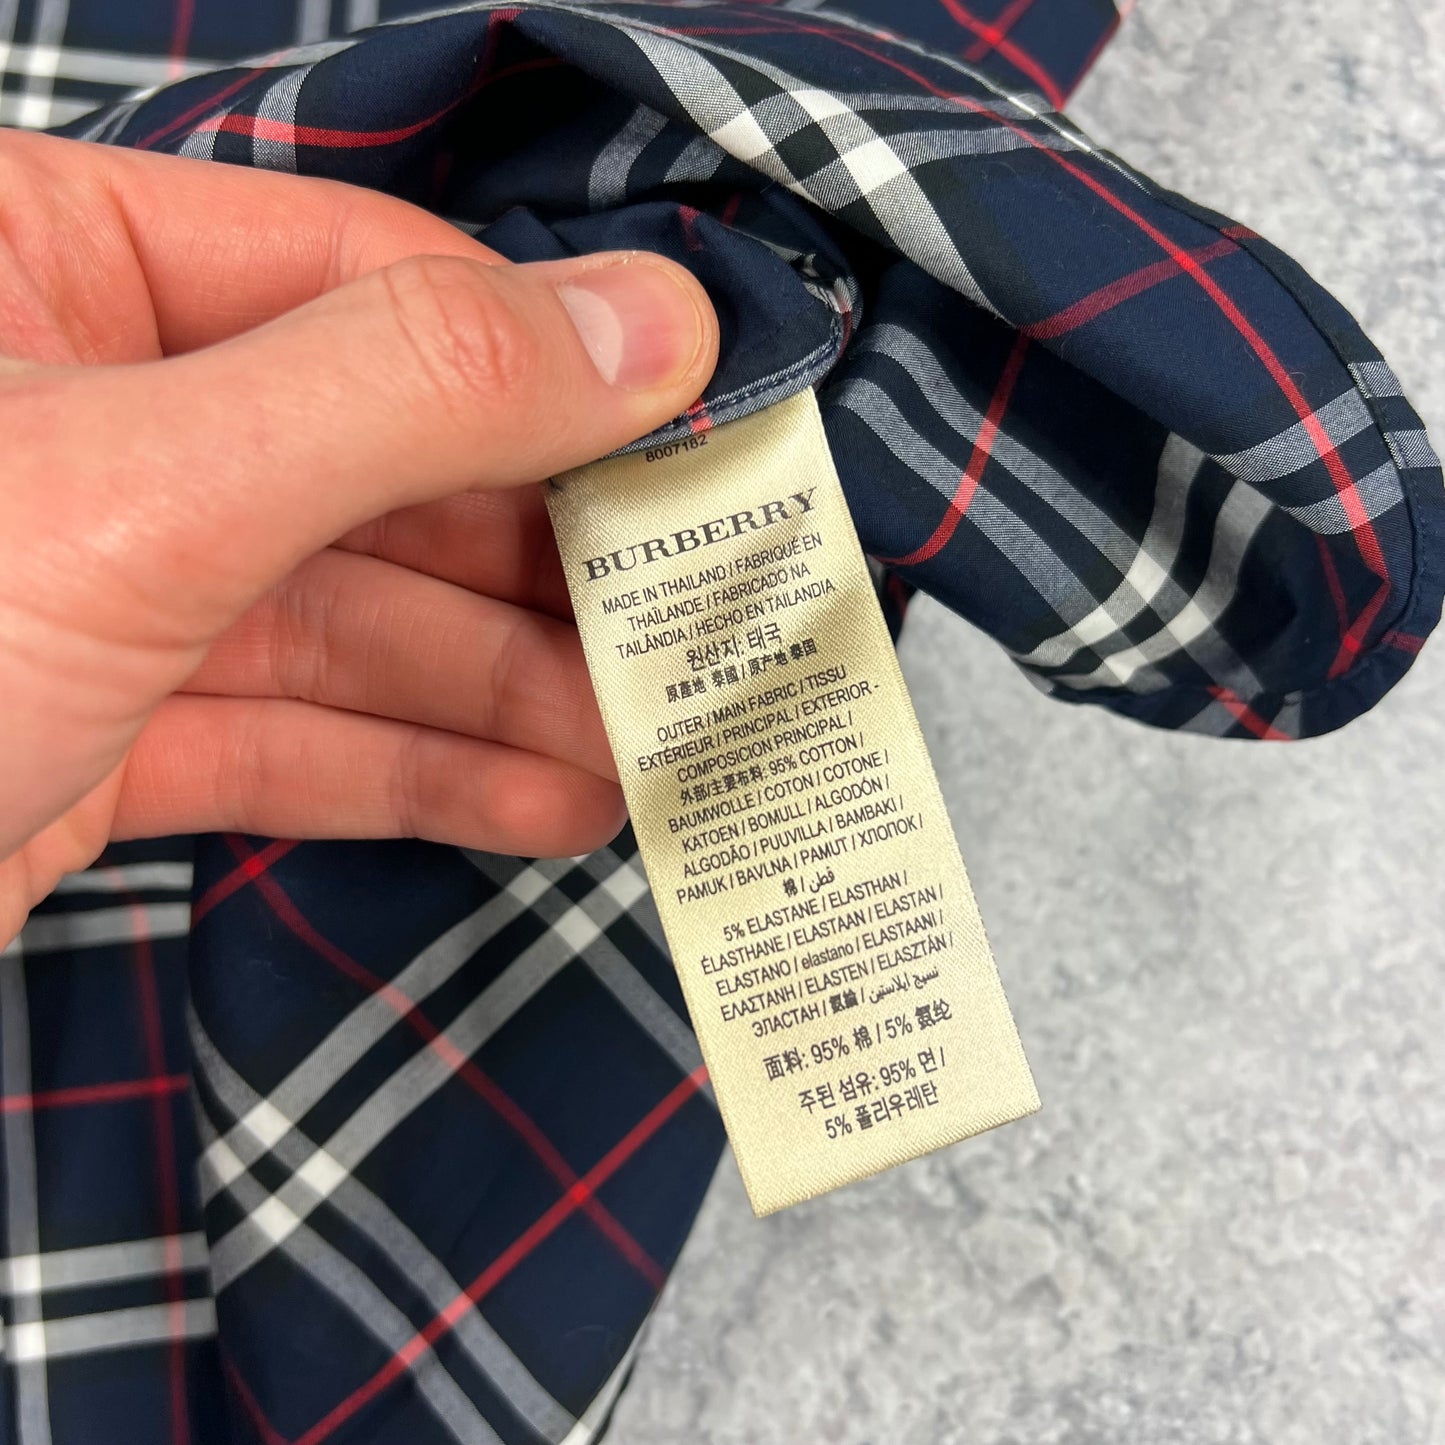 8007182
BURBERRY
MADE IN THAILAND / FABRIQUÉ EN
THAÏLANDE / FABRICADO NA
TAILÂNDIA / HECHO EN TAILANDIA
원산지: 태국
原產地 泰國 / 原产地 泰国
OUTER / MAIN FABRIC / TISSU
EXTÉRIEUR / PRINCIPAL / EXTERIOR -
COMPOSICION PRINCIPAL /
外部/主要布料: 95% COTTON /
BAUMWOLLE / COTON / COTONE /
KATOEN / BOMULL / ALGODÓN /
ALGODÃO / PUUVILLA / BAMBAKI /
PAMUK / BAVLNA / PAMUT / ХЛОПОК /
棉 / قطن
5% ELASTANE / ELASTHAN /
ÉLASTHANE / ELASTAAN / ELASTAN /
ELASTANO / elastano / ELASTAANI /
ΕΛΑΣΤΑΝΗ / ELASTEN / ELASZTÁN /
ЭЛАСТАН / 氨綸 / نسيج ايلاستين /
面料: 95% 棉 / 5% 氨纶
주된 섬유: 95% 면 /
5% 폴리우레탄